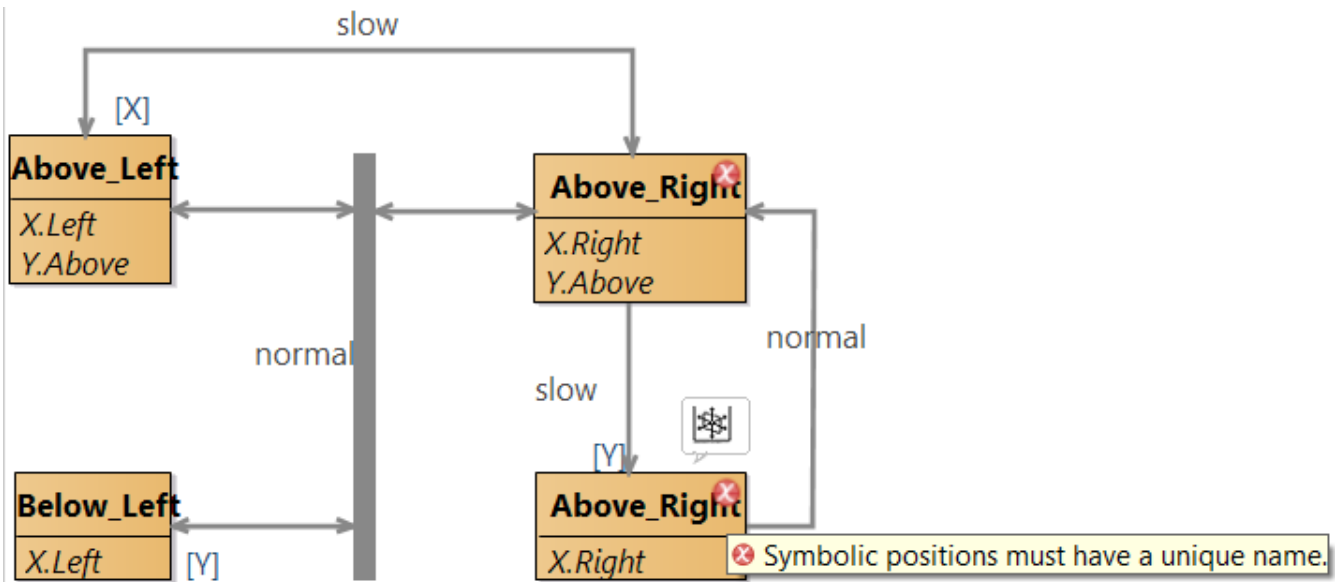 slow
[X]
Above_Left
X.Left
Y.Above
Above_Right
X.Right
Y.Above
normal
normal
slow
[Y]
Below_Left
X.Left
[Y]
Above_Right
X.Right
Symbolic positions must have a unique name.